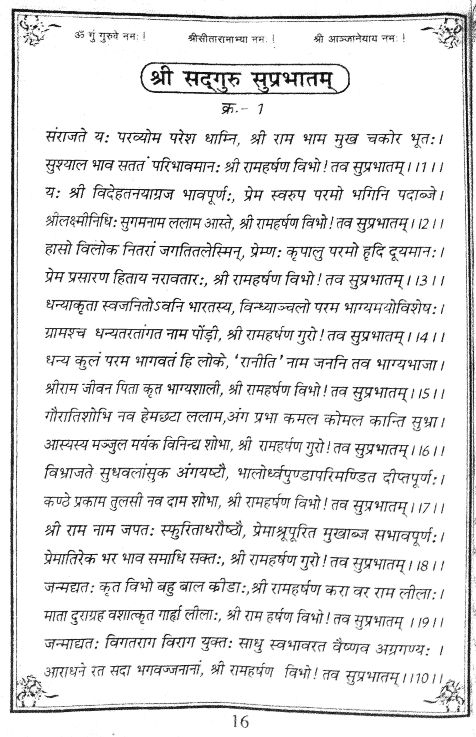 ॐ गुं गुरुवे नमः ! श्रीसीतारामाभ्या नमः ! श्री आञ्जानेयाय नमः !
श्री सद्‌गुरु सुप्रभातम्
क्र.- 1
संराजते यः परव्योम परेश धाम्नि, श्री राम भाम मुख चकोर भूतः।
सुश्याल भाव सततं परिभावमानः श्री रामहर्षण विभो! तव सुप्रभातम्।।1।।
यः श्री विदेहतनयाग्रज भावपूर्णः, प्रेम स्वरुप परमो भगिनि पदाब्जे।
श्रीलक्ष्मीनिधिः सुगमनाम ललाम आस्ते, श्री रामहर्षण विभो! तव सुप्रभातम्।।2।।
हासो विलोक नितरां जगतितलेस्मिन्, प्रेम्णः कृपालु परमो हृदि दूयमानः।
प्रेम प्रसारण हिताय नरावतारः, श्री रामहर्षण विभो! तव सुप्रभातम्।।3।।
धन्याकृता स्वजनितोऽवनि भारतस्य, विन्ध्याञ्चलो परम भाग्यमयोविशेषः।
ग्रामश्च धन्यतरतांगत नाम पोंड़ी, श्री रामहर्षण गुरो! तव सुप्रभातम्।।4।।
धन्य कुलं परम भागवतं हि लोके, 'रानीति' नाम जननि तव भाग्यभाजा।
श्रीराम जीवन पिता कृत भाग्यशाली, श्री रामहर्षण विभो! तव सुप्रभातम्।।5।।
गौरातिशोभि नव हेमछटा ललाम, अंग प्रभा कमल कोमल कान्ति सुभ्रा।
आस्यस्य मञ्जुल मयंक विनिन्द्य शोभा, श्री रामहर्षण गुरो! तव सुप्रभातम्।।6।।
विभ्राजते सुधवलांसुक अंगयष्टौ, भालोर्ध्वपुण्डापरिमण्डित दीप्तपूर्णः।
कण्ठे प्रकाम तुलसी नव दाम शोभा, श्री रामहर्षण विभो! तव सुप्रभातम्।।7।।
श्री राम नाम जपतः स्फुरिताधरौष्ठौ, प्रेमाश्रूपूरित मुखाब्ज सभावपूर्णः।
प्रेमातिरेक भर भाव समाधि सक्तः, श्री रामहर्षण गुरो! तव सुप्रभातम्।।8।।
जन्मद्यतः कृत विभो वहु बाल कीडाः, श्री रामहर्षण करा वर राम लीलाः।
माता दुराग्रह वशात्कृत गार्हा लीलाः, श्री राम हर्षण विभो! तव सुप्रभातम्।।9।।
जन्माद्यतः विगतराग विराग युक्तः साधु स्वभावरत वैष्णव अग्रगण्यः।
आराधने रत सदा भगवज्जनानां, श्री रामहर्षण विभो! तव सुप्रभातम्।।10।।
16